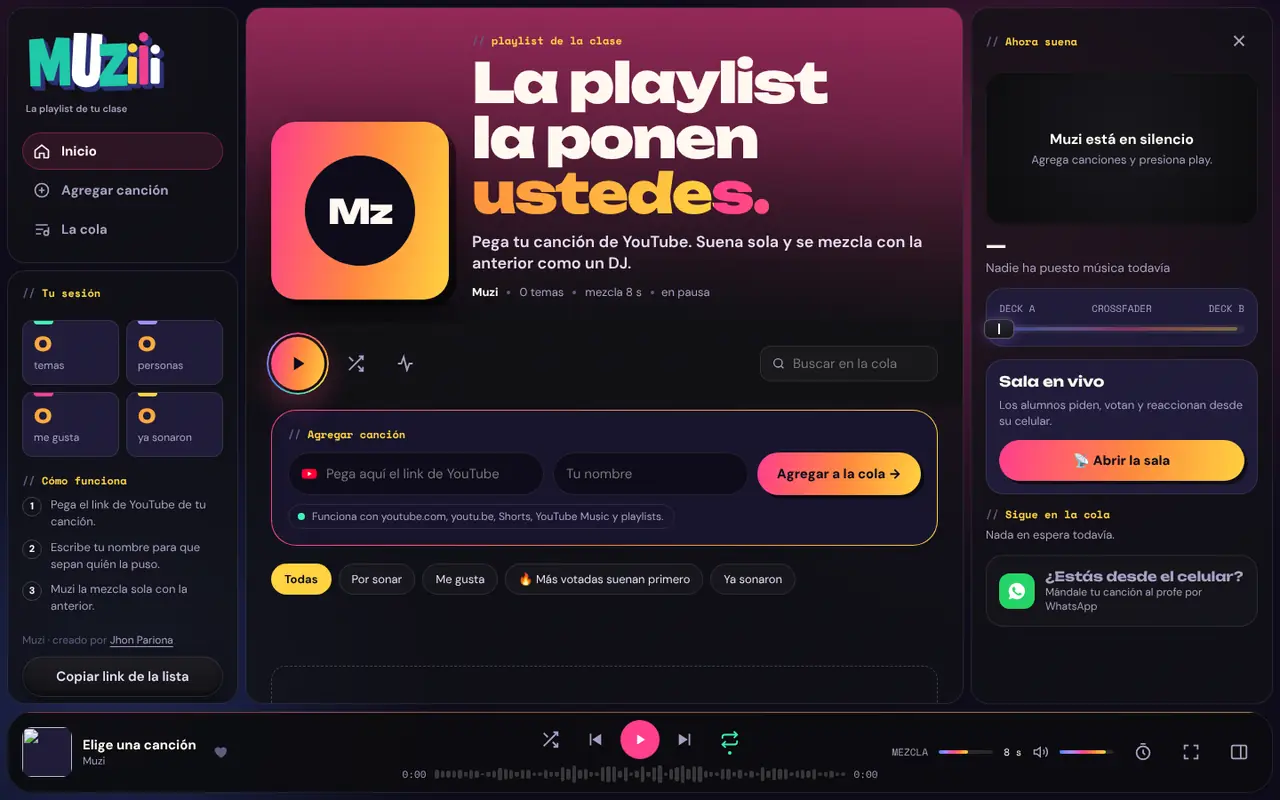 MUzili
La playlist de tu clase
Inicio
Agregar canción
La cola
// Tu sesión
0
temas
0
personas
0
me gusta
0
ya sonaron
// Cómo funciona
1 Pega el link de YouTube de tu
canción.
2 Escribe tu nombre para que
sepan quién la puso.
3 Muzi la mezcla sola con la
anterior.
Muzi · creado por Jhon Pariona
Copiar link de la lista
// playlist de la clase
La playlist
la ponen
ustedes.
Mz
Pega tu canción de YouTube. Suena sola y se mezcla con la
anterior como un DJ.
Muzi • 0 temas • mezcla 8 s • en pausa
Buscar en la cola
// Agregar canción
Pega aquí el link de YouTube
Tu nombre
Agregar a la cola →
Funciona con youtube.com, youtu.be, Shorts, YouTube Music y playlists.
Todas
Por sonar
Me gusta
🔥 Más votadas suenan primero
Ya sonaron
// Ahora suena
Muzi está en silencio
Agrega canciones y presiona play.
—
Nadie ha puesto música todavía
DECK A CROSSFADER DECK B
Sala en vivo
Los alumnos piden, votan y reaccionan desde
su celular.
📡 Abrir la sala
// Sigue en la cola
Nada en espera todavía.
¿Estás desde el celular?
Mándale tu canción al profe por
WhatsApp
Elige una canción
Muzi
0:00
0:00
MEZCLA
8 s